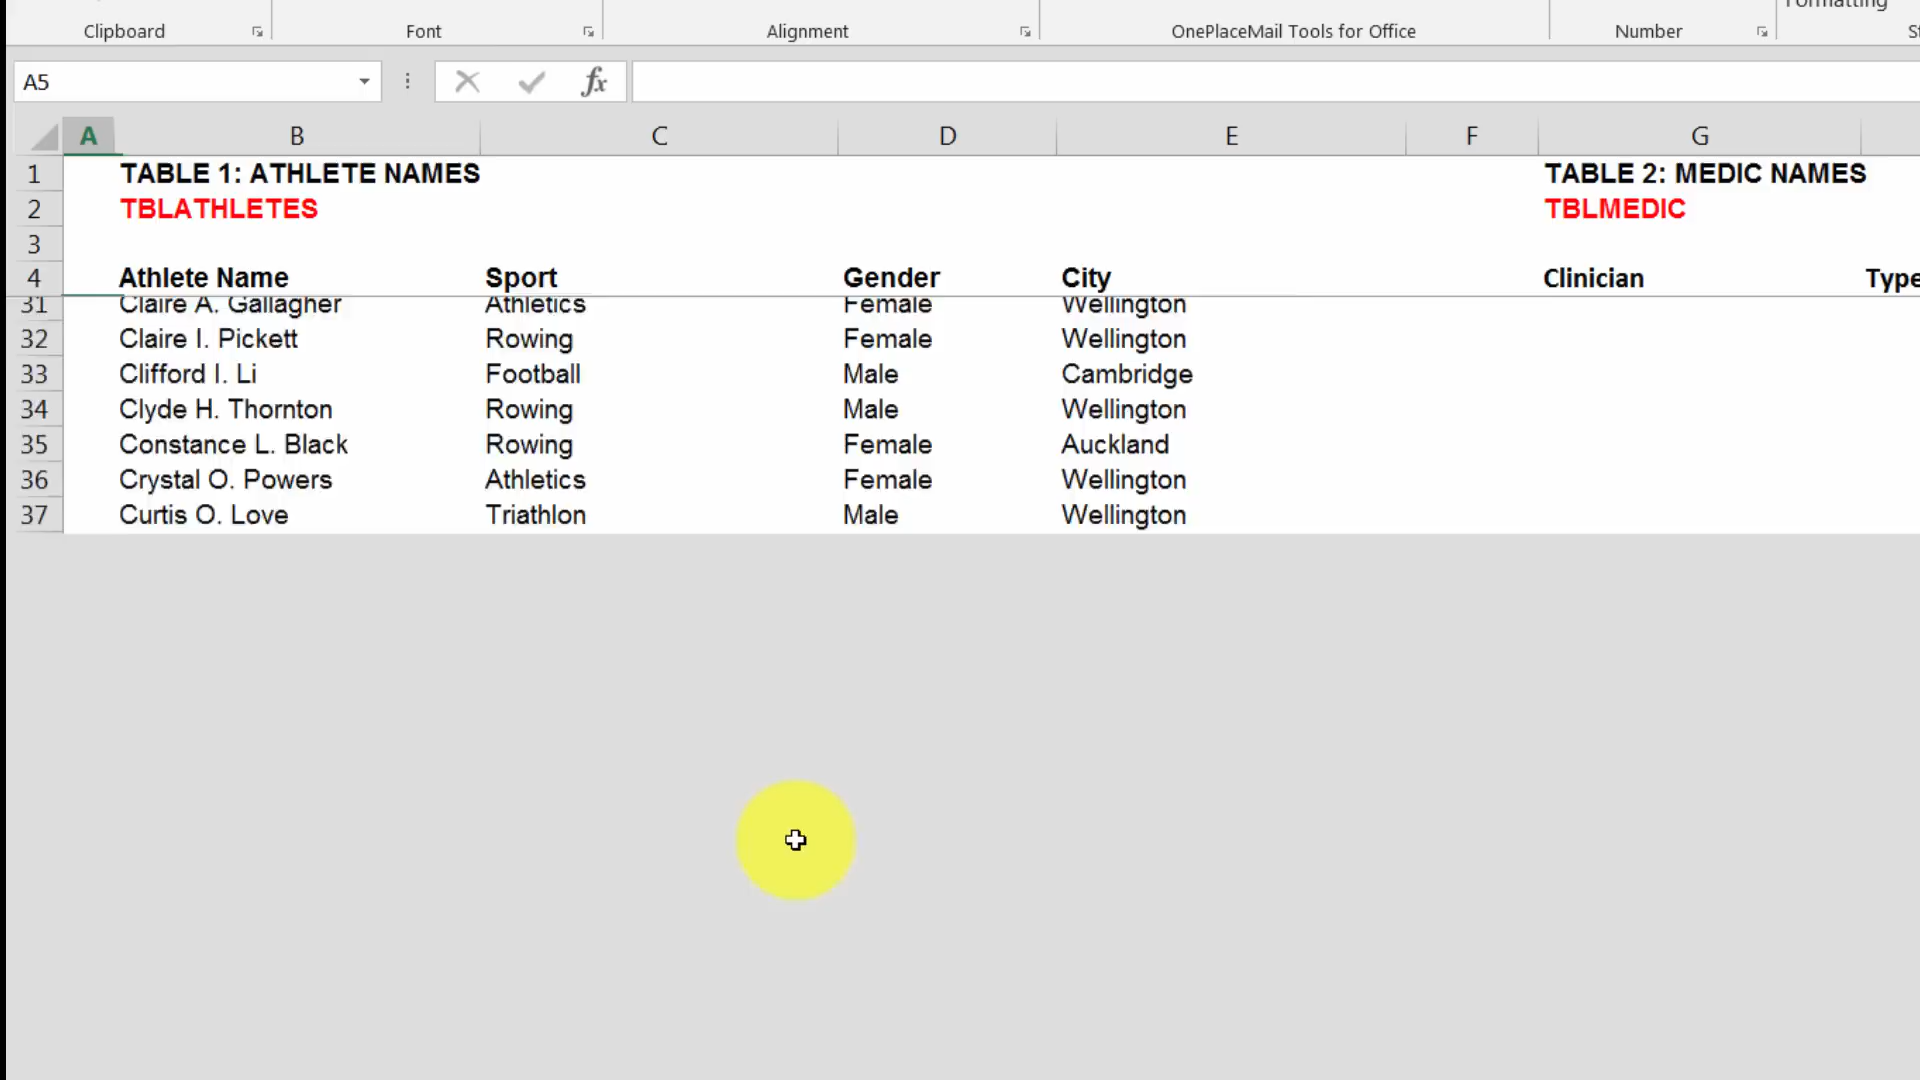 Formatting
Clipboard Font Alignment OnePlaceMail Tools for Office Number
A5 fx
A B C D E F G
1 TABLE 1: ATHLETE NAMES TABLE 2: MEDIC NAMES
2 TBLATHLETES TBLMEDIC
3
4 Athlete Name Sport Gender City Clinician Type
31 Claire A. Gallagher Athletics Female Wellington
32 Claire I. Pickett Rowing Female Wellington
33 Clifford I. Li Football Male Cambridge
34 Clyde H. Thornton Rowing Male Wellington
35 Constance L. Black Rowing Female Auckland
36 Crystal O. Powers Athletics Female Wellington
37 Curtis O. Love Triathlon Male Wellington